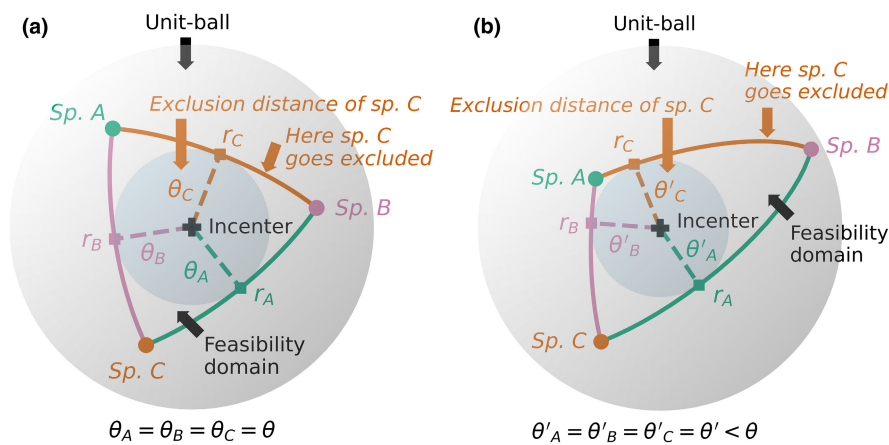 (a)
Unit-ball
Sp. A
Exclusion distance of sp. C
r_C
Here sp. C
goes excluded
θ_C
Sp. B
Incenter
r_B
θ_B
θ_A
r_A
Feasibility
domain
Sp. C
θ_A = θ_B = θ_C = θ
(b)
Unit-ball
Here sp. C
goes excluded
Exclusion distance of sp. C
r_C
Sp. B
Sp. A
θ'_C
r_B
Incenter
θ'_B
θ'_A
Feasibility
domain
r_A
Sp. C
θ'_A = θ'_B = θ'_C = θ' < θ